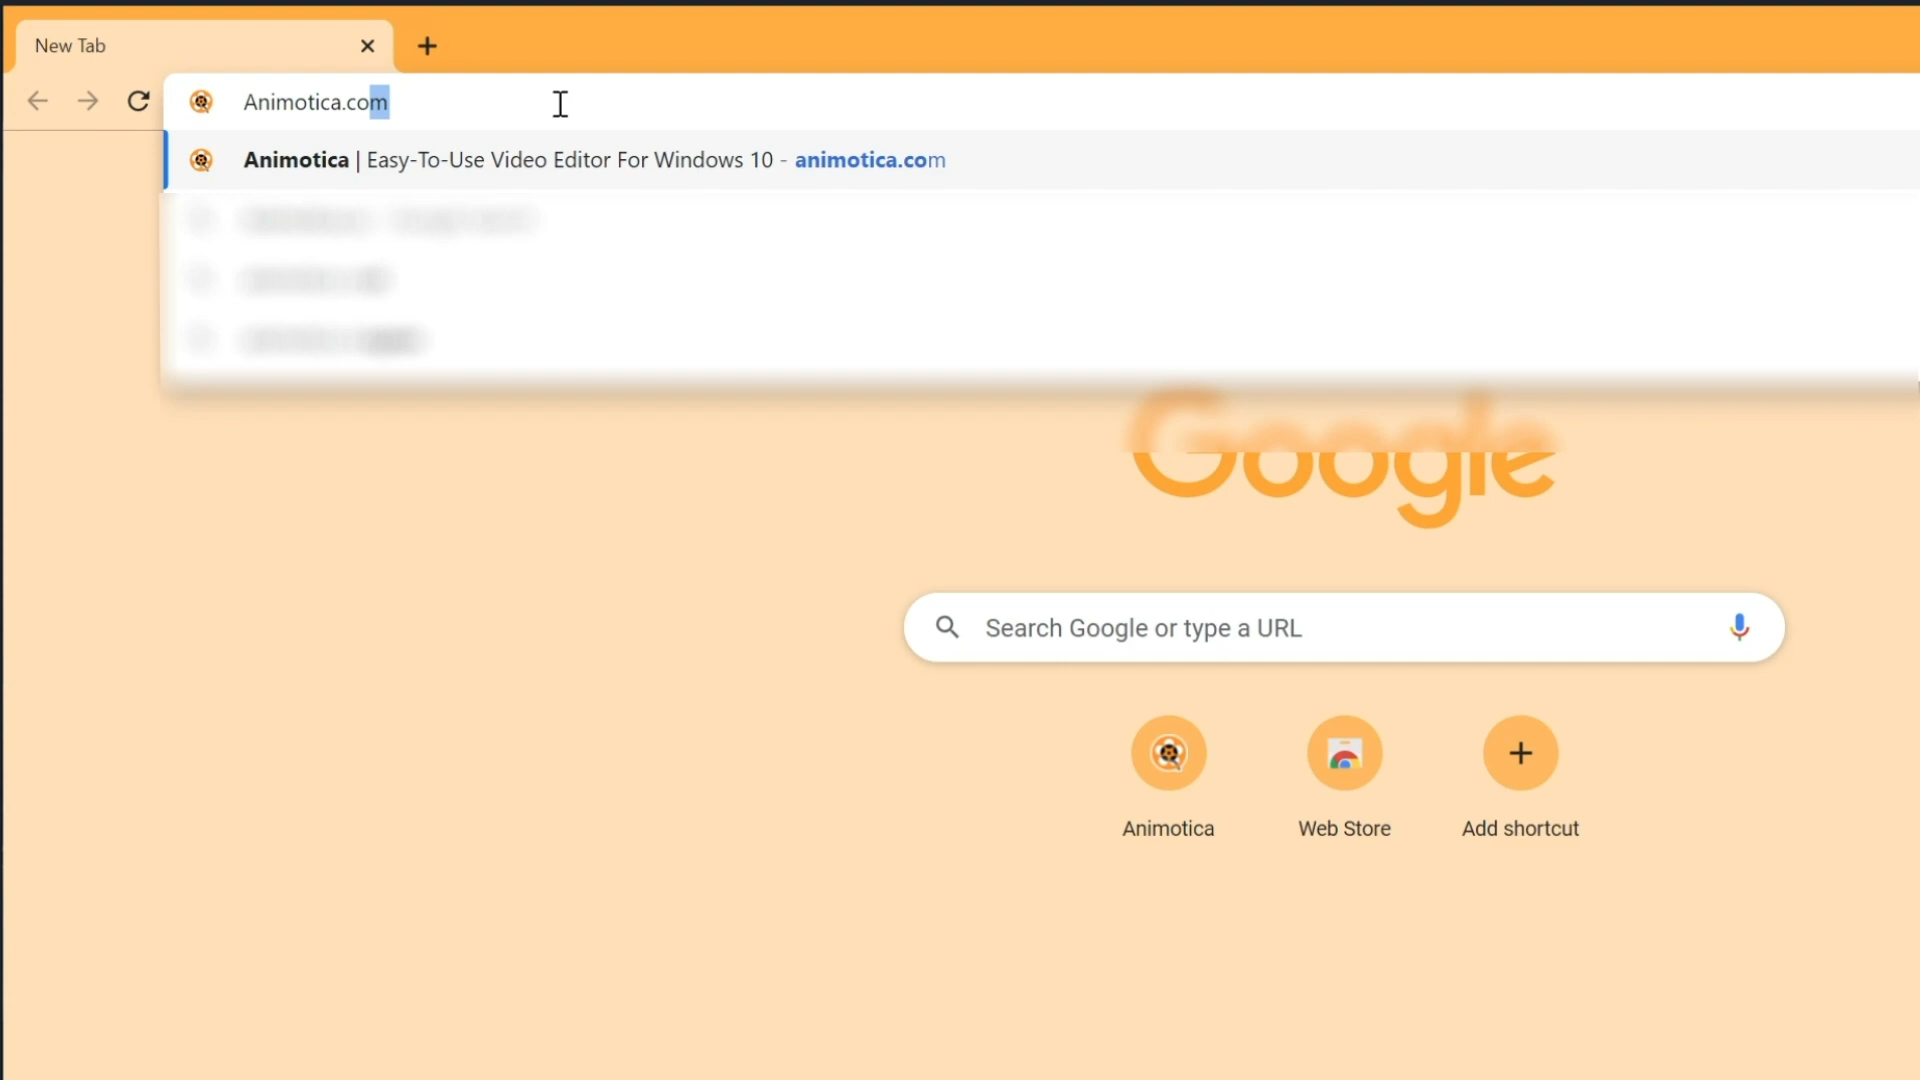 New Tab
Animotica.com
Animotica | Easy-To-Use Video Editor For Windows 10 - animotica.com
Google
Search Google or type a URL
Animotica
Web Store
Add shortcut